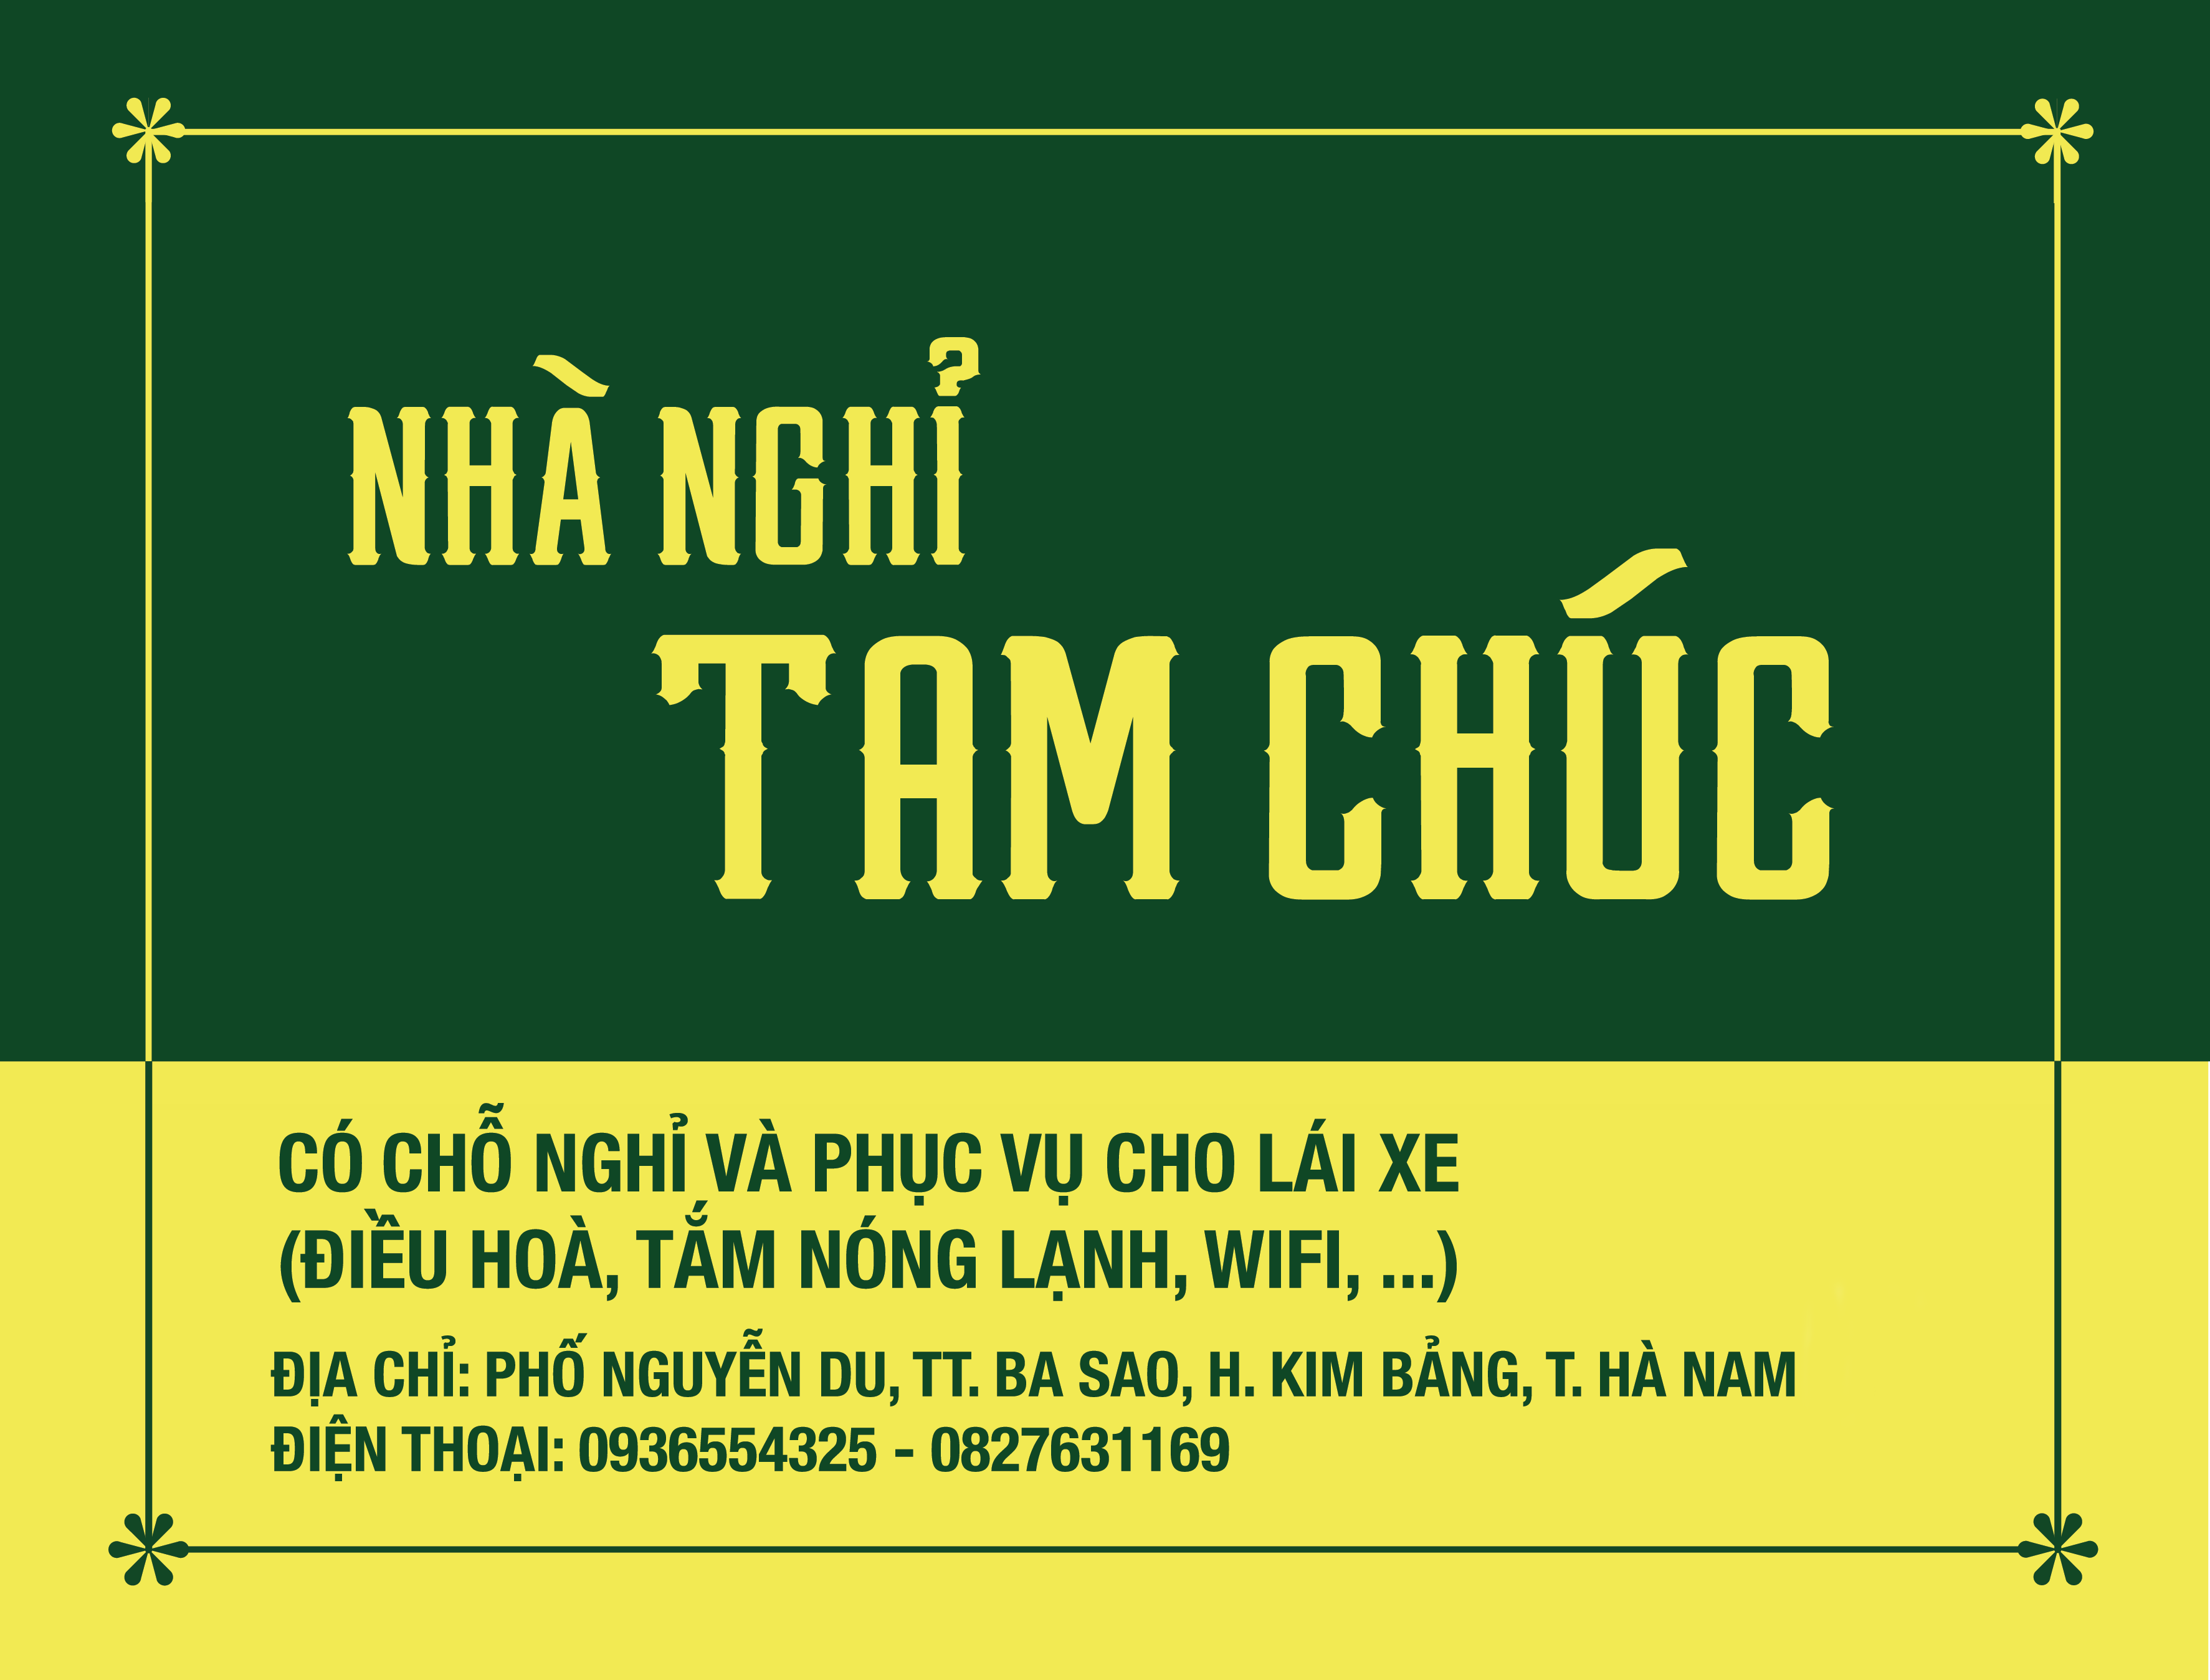 NHÀ NGHỈ
TAM CHÚC
CÓ CHỖ NGHỈ VÀ PHỤC VỤ CHO LÁI XE
(ĐIỀU HOÀ, TẮM NÓNG LẠNH, WIFI, ...)
ĐỊA CHỈ: PHỐ NGUYỄN DU, TT. BA SAO, H. KIM BẢNG, T. HÀ NAM
ĐIỆN THOẠI: 0936554325 - 0827631169